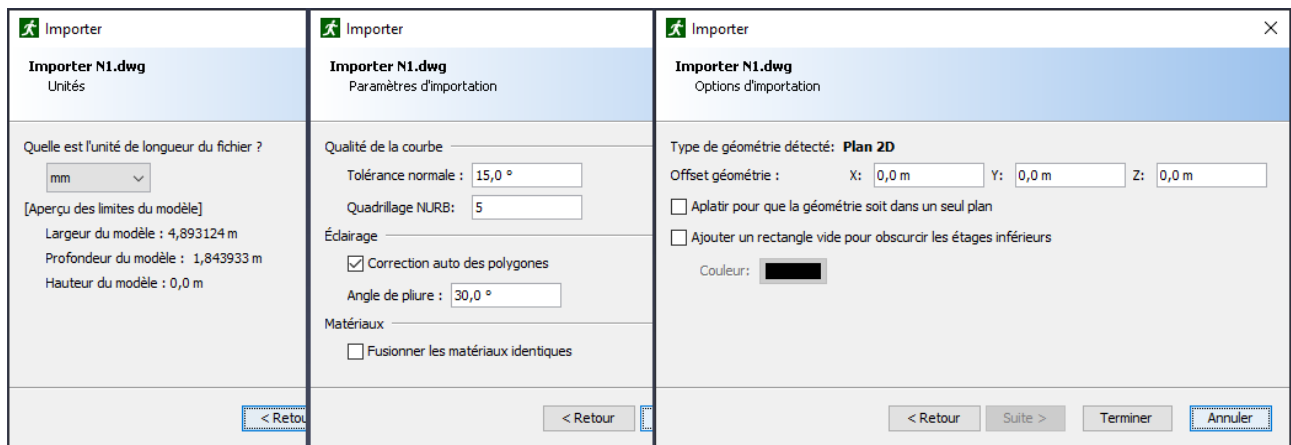 Importer
Importer N1.dwg
Unités
Quelle est l'unité de longueur du fichier ?
mm
[Aperçu des limites du modèle]
Largeur du modèle : 4,893124 m
Profondeur du modèle : 1,843933 m
Hauteur du modèle : 0,0 m
< Retou
Importer
Importer N1.dwg
Paramètres d'importation
Qualité de la courbe
Tolérance normale : 15,0 °
Quadrillage NURB: 5
Éclairage
Correction auto des polygones
Angle de pliure : 30,0 °
Matériaux
Fusionner les matériaux identiques
< Retour
Importer
Importer N1.dwg
Options d'importation
Type de géométrie détecté: Plan 2D
Offset géométrie : X: 0,0 m Y: 0,0 m Z: 0,0 m
Aplatir pour que la géométrie soit dans un seul plan
Ajouter un rectangle vide pour obscurcir les étages inférieurs
Couleur:
< Retour Suite > Terminer Annuler